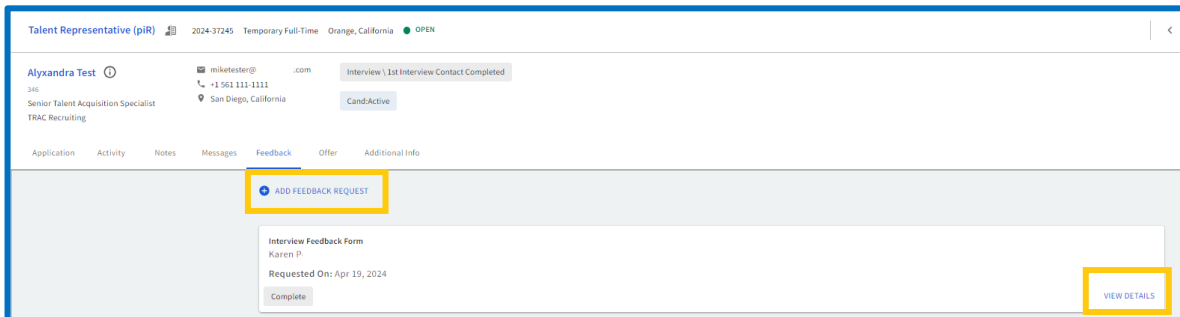 Talent Representative (piR) 2024-37245 Temporary Full-Time Orange, California OPEN
Alyxandra Test
346
Senior Talent Acquisition Specialist
TRAC Recruiting
miketester@ .com
+1 561 111-1111
San Diego, California
Interview \ 1st Interview Contact Completed
Cand:Active
Application Activity Notes Messages Feedback Offer Additional Info
ADD FEEDBACK REQUEST
Interview Feedback Form
Karen P
Requested On: Apr 19, 2024
Complete
VIEW DETAILS